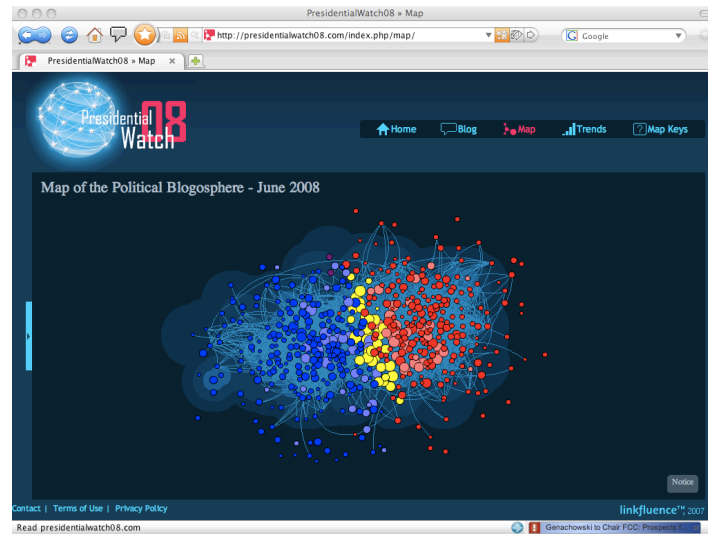 PresidentialWatch08 » Map
http://presidentialwatch08.com/index.php/map/
Google
PresidentialWatch08 » Map
Presidential
Watch
08
Home
Blog
Map
Trends
Map Keys
Map of the Political Blogosphere - June 2008
Notice
Contact | Terms of Use | Privacy Policy
linkfluence™, 2007
Read presidentialwatch08.com
Genachowski to Chair FCC: Prospects f...